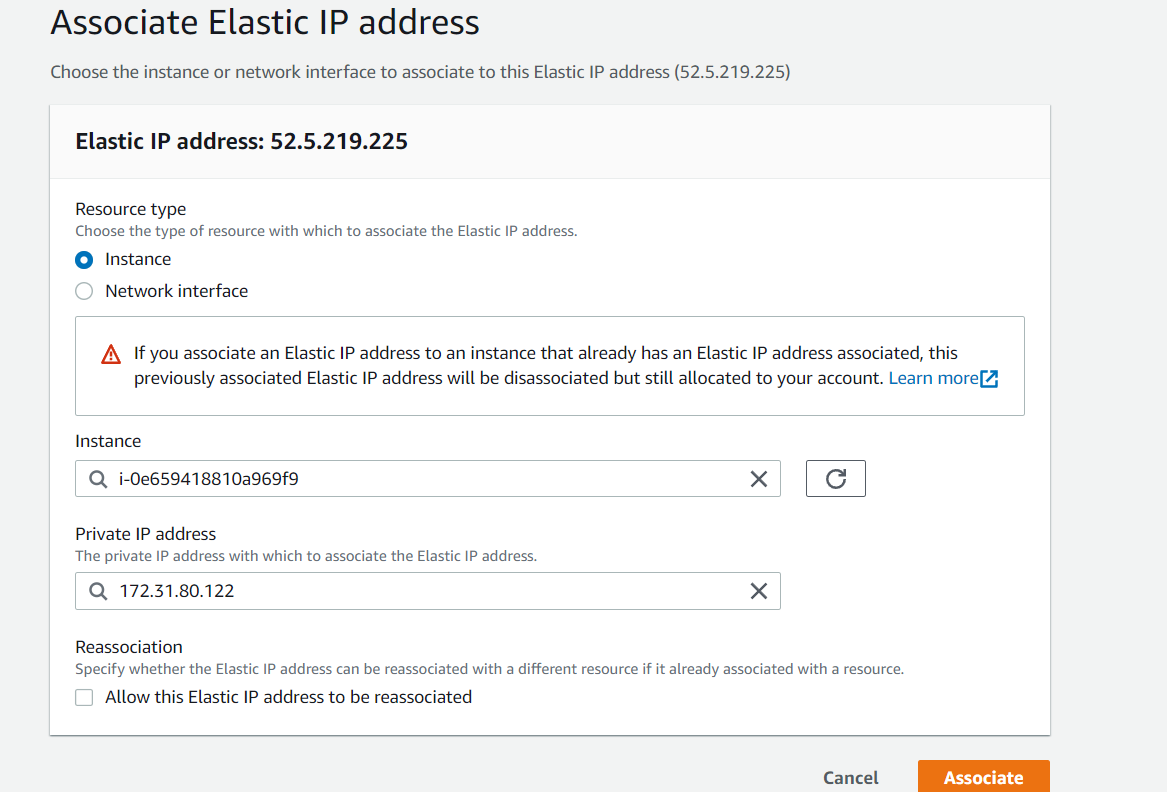 Associate Elastic IP address
Choose the instance or network interface to associate to this Elastic IP address (52.5.219.225)
Elastic IP address: 52.5.219.225
Resource type
Choose the type of resource with which to associate the Elastic IP address.
Instance
Network interface
If you associate an Elastic IP address to an instance that already has an Elastic IP address associated, this
previously associated Elastic IP address will be disassociated but still allocated to your account. Learn more
Instance
i-0e659418810a969f9
Private IP address
The private IP address with which to associate the Elastic IP address.
172.31.80.122
Reassociation
Specify whether the Elastic IP address can be reassociated with a different resource if it already associated with a resource.
Allow this Elastic IP address to be reassociated
Cancel Associate